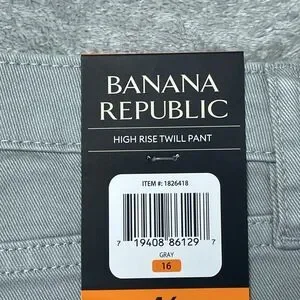 BANANA
REPUBLIC
HIGH RISE TWILL PANT
ITEM #: 1826418
7 19408 86129 7
GRAY
16